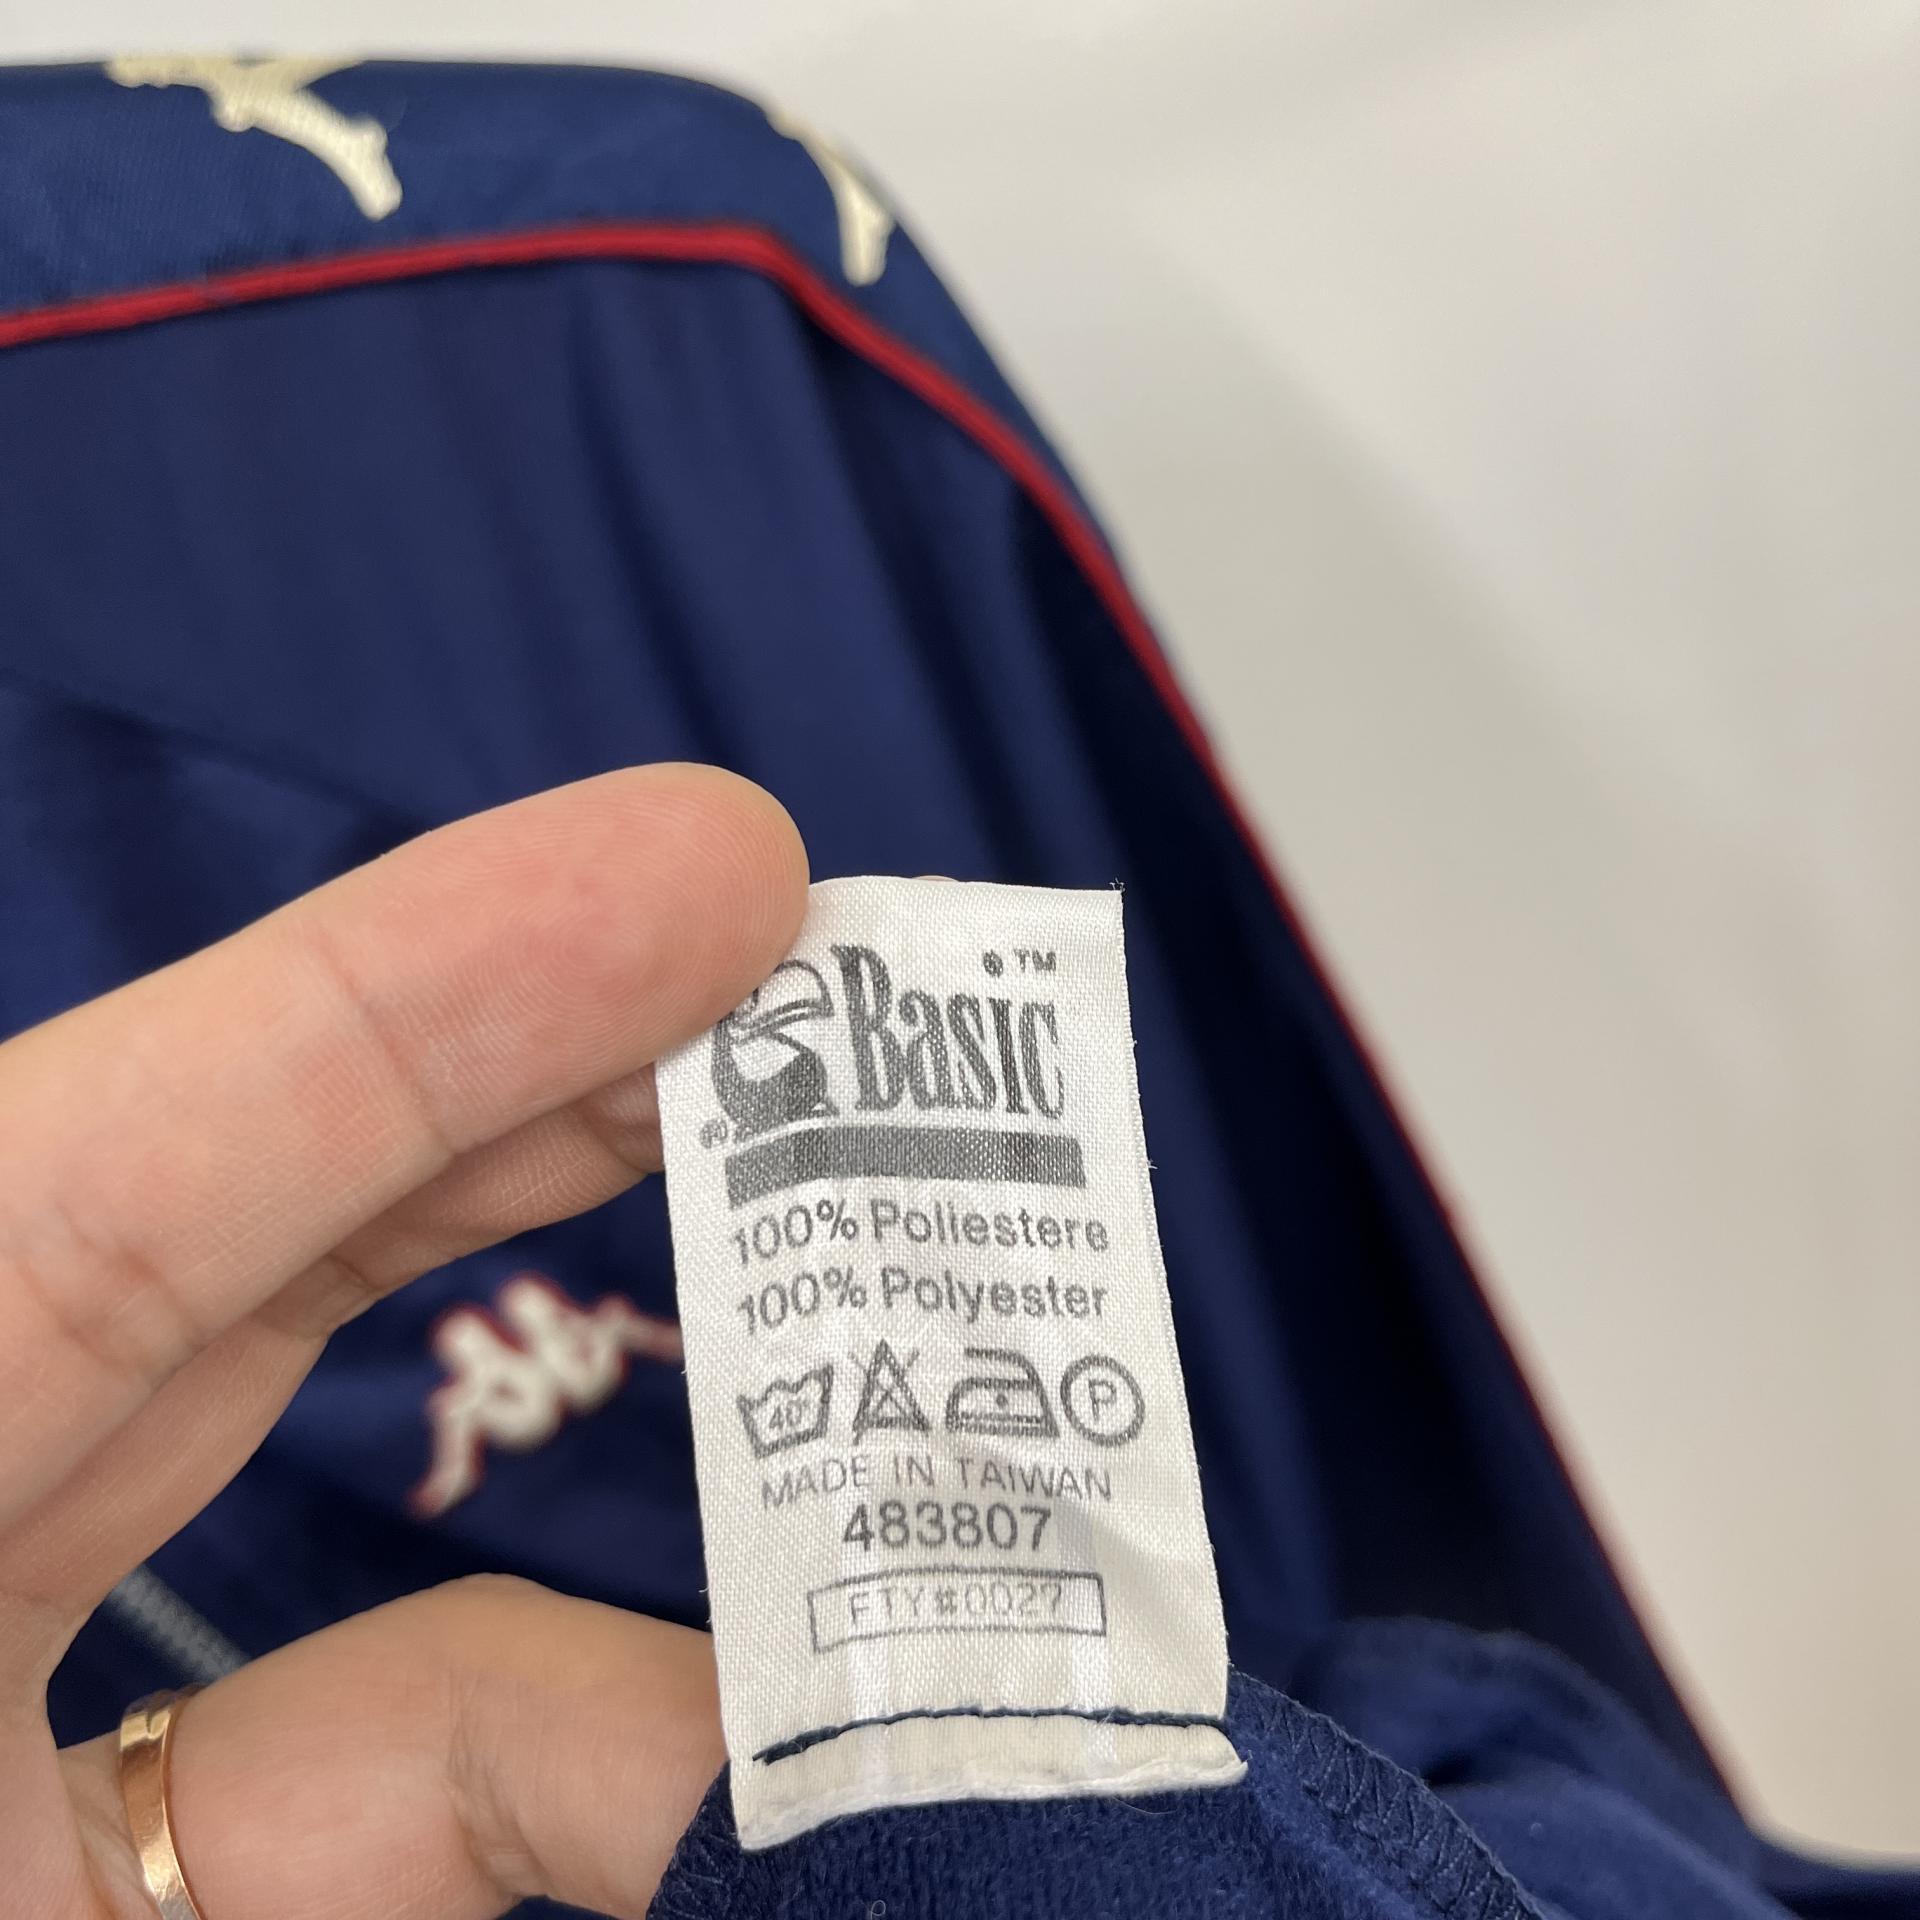 Basic ™
®
100% Poliestere
100% Polyester
40° P
MADE IN TAIWAN
483807
FTY#0027